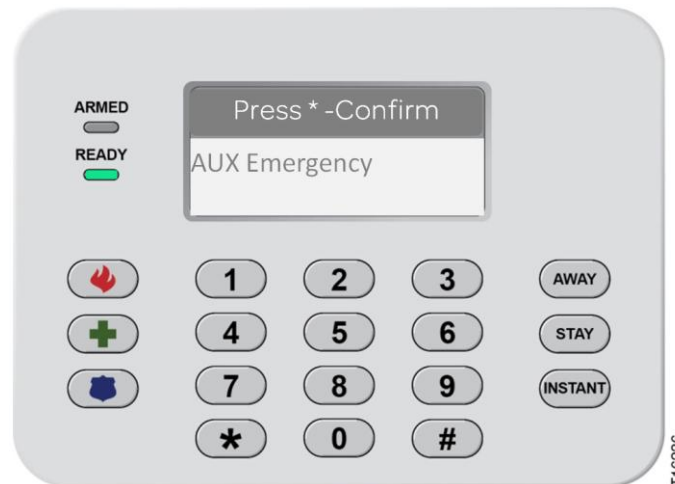 ARMED
READY
Press * -Confirm
AUX Emergency
1 2 3 AWAY
4 5 6 STAY
7 8 9 INSTANT
* 0 #